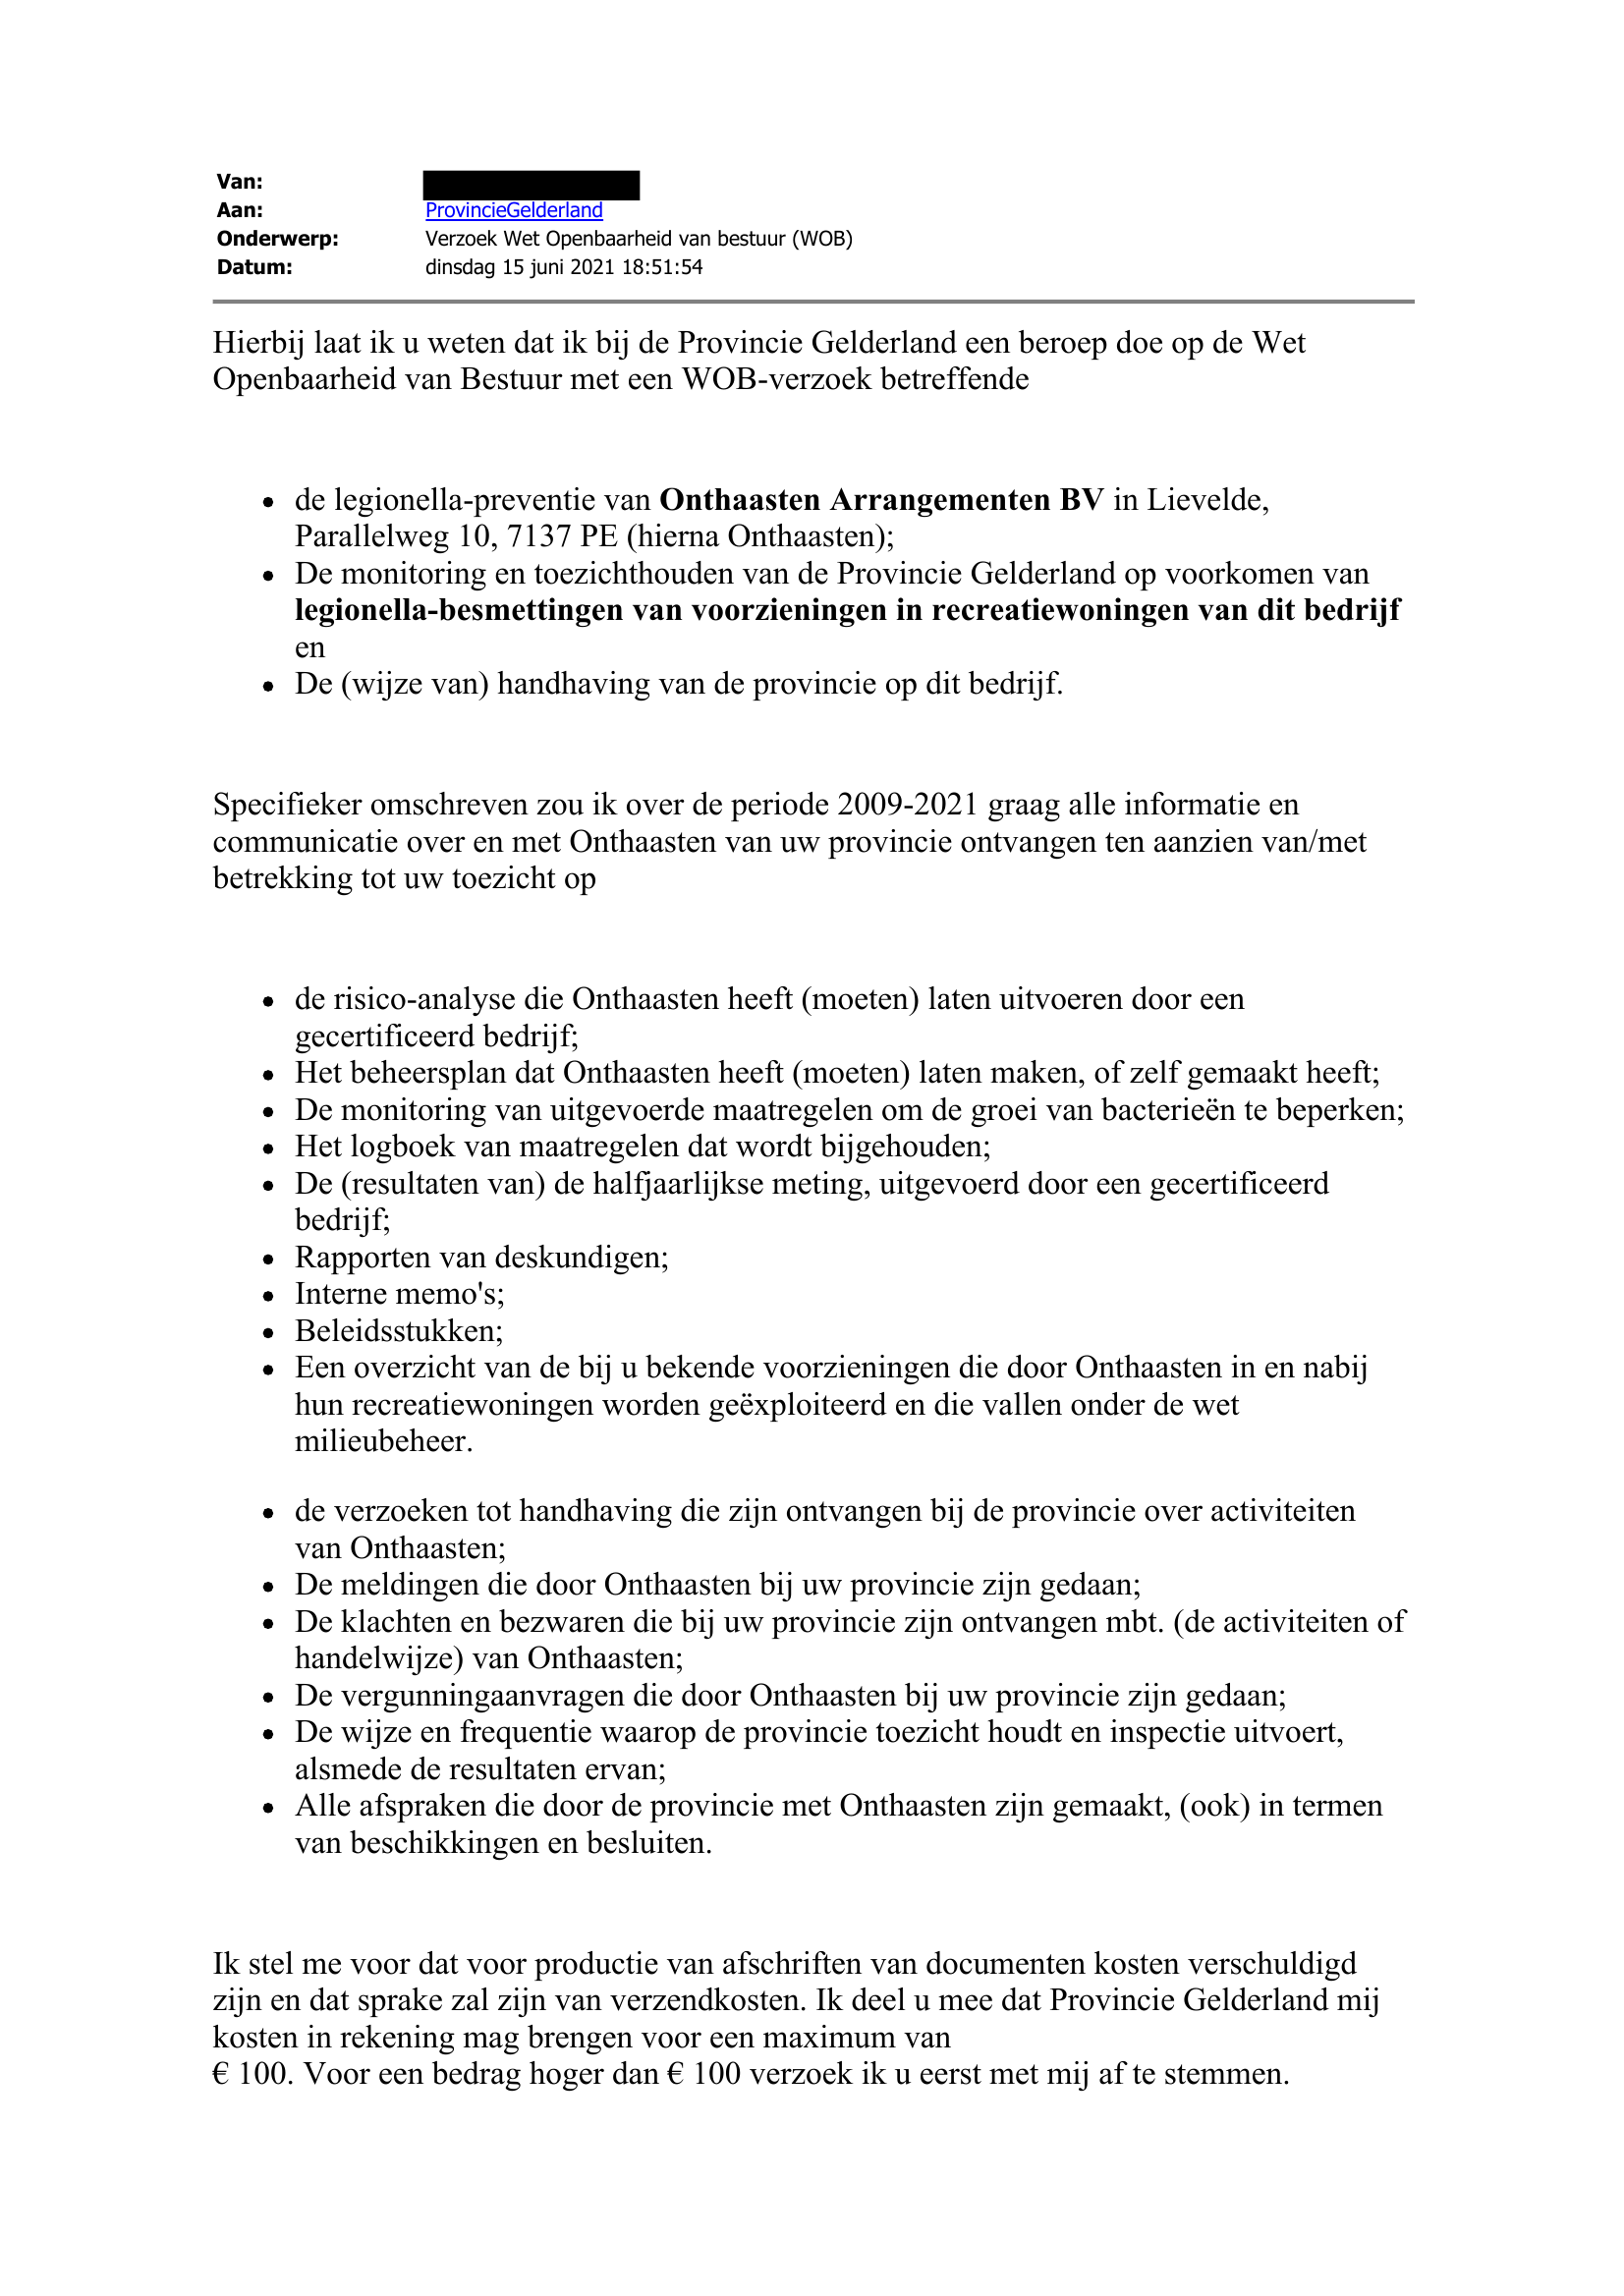 Van:
Aan: ProvincieGelderland
Onderwerp: Verzoek Wet Openbaarheid van bestuur (WOB)
Datum: dinsdag 15 juni 2021 18:51:54
Hierbij laat ik u weten dat ik bij de Provincie Gelderland een beroep doe op de Wet
Openbaarheid van Bestuur met een WOB-verzoek betreffende
• de legionella-preventie van Onthaasten Arrangementen BV in Lievelde,
Parallelweg 10, 7137 PE (hierna Onthaasten);
• De monitoring en toezichthouden van de Provincie Gelderland op voorkomen van
legionella-besmettingen van voorzieningen in recreatiewoningen van dit bedrijf
en
• De (wijze van) handhaving van de provincie op dit bedrijf.
Specifieker omschreven zou ik over de periode 2009-2021 graag alle informatie en
communicatie over en met Onthaasten van uw provincie ontvangen ten aanzien van/met
betrekking tot uw toezicht op
• de risico-analyse die Onthaasten heeft (moeten) laten uitvoeren door een
gecertificeerd bedrijf;
• Het beheersplan dat Onthaasten heeft (moeten) laten maken, of zelf gemaakt heeft;
• De monitoring van uitgevoerde maatregelen om de groei van bacterieën te beperken;
• Het logboek van maatregelen dat wordt bijgehouden;
• De (resultaten van) de halfjaarlijkse meting, uitgevoerd door een gecertificeerd
bedrijf;
• Rapporten van deskundigen;
• Interne memo's;
• Beleidsstukken;
• Een overzicht van de bij u bekende voorzieningen die door Onthaasten in en nabij
hun recreatiewoningen worden geëxploiteerd en die vallen onder de wet
milieubeheer.
• de verzoeken tot handhaving die zijn ontvangen bij de provincie over activiteiten
van Onthaasten;
• De meldingen die door Onthaasten bij uw provincie zijn gedaan;
• De klachten en bezwaren die bij uw provincie zijn ontvangen mbt. (de activiteiten of
handelwijze) van Onthaasten;
• De vergunningaanvragen die door Onthaasten bij uw provincie zijn gedaan;
• De wijze en frequentie waarop de provincie toezicht houdt en inspectie uitvoert,
alsmede de resultaten ervan;
• Alle afspraken die door de provincie met Onthaasten zijn gemaakt, (ook) in termen
van beschikkingen en besluiten.
Ik stel me voor dat voor productie van afschriften van documenten kosten verschuldigd
zijn en dat sprake zal zijn van verzendkosten. Ik deel u mee dat Provincie Gelderland mij
kosten in rekening mag brengen voor een maximum van
€ 100. Voor een bedrag hoger dan € 100 verzoek ik u eerst met mij af te stemmen.